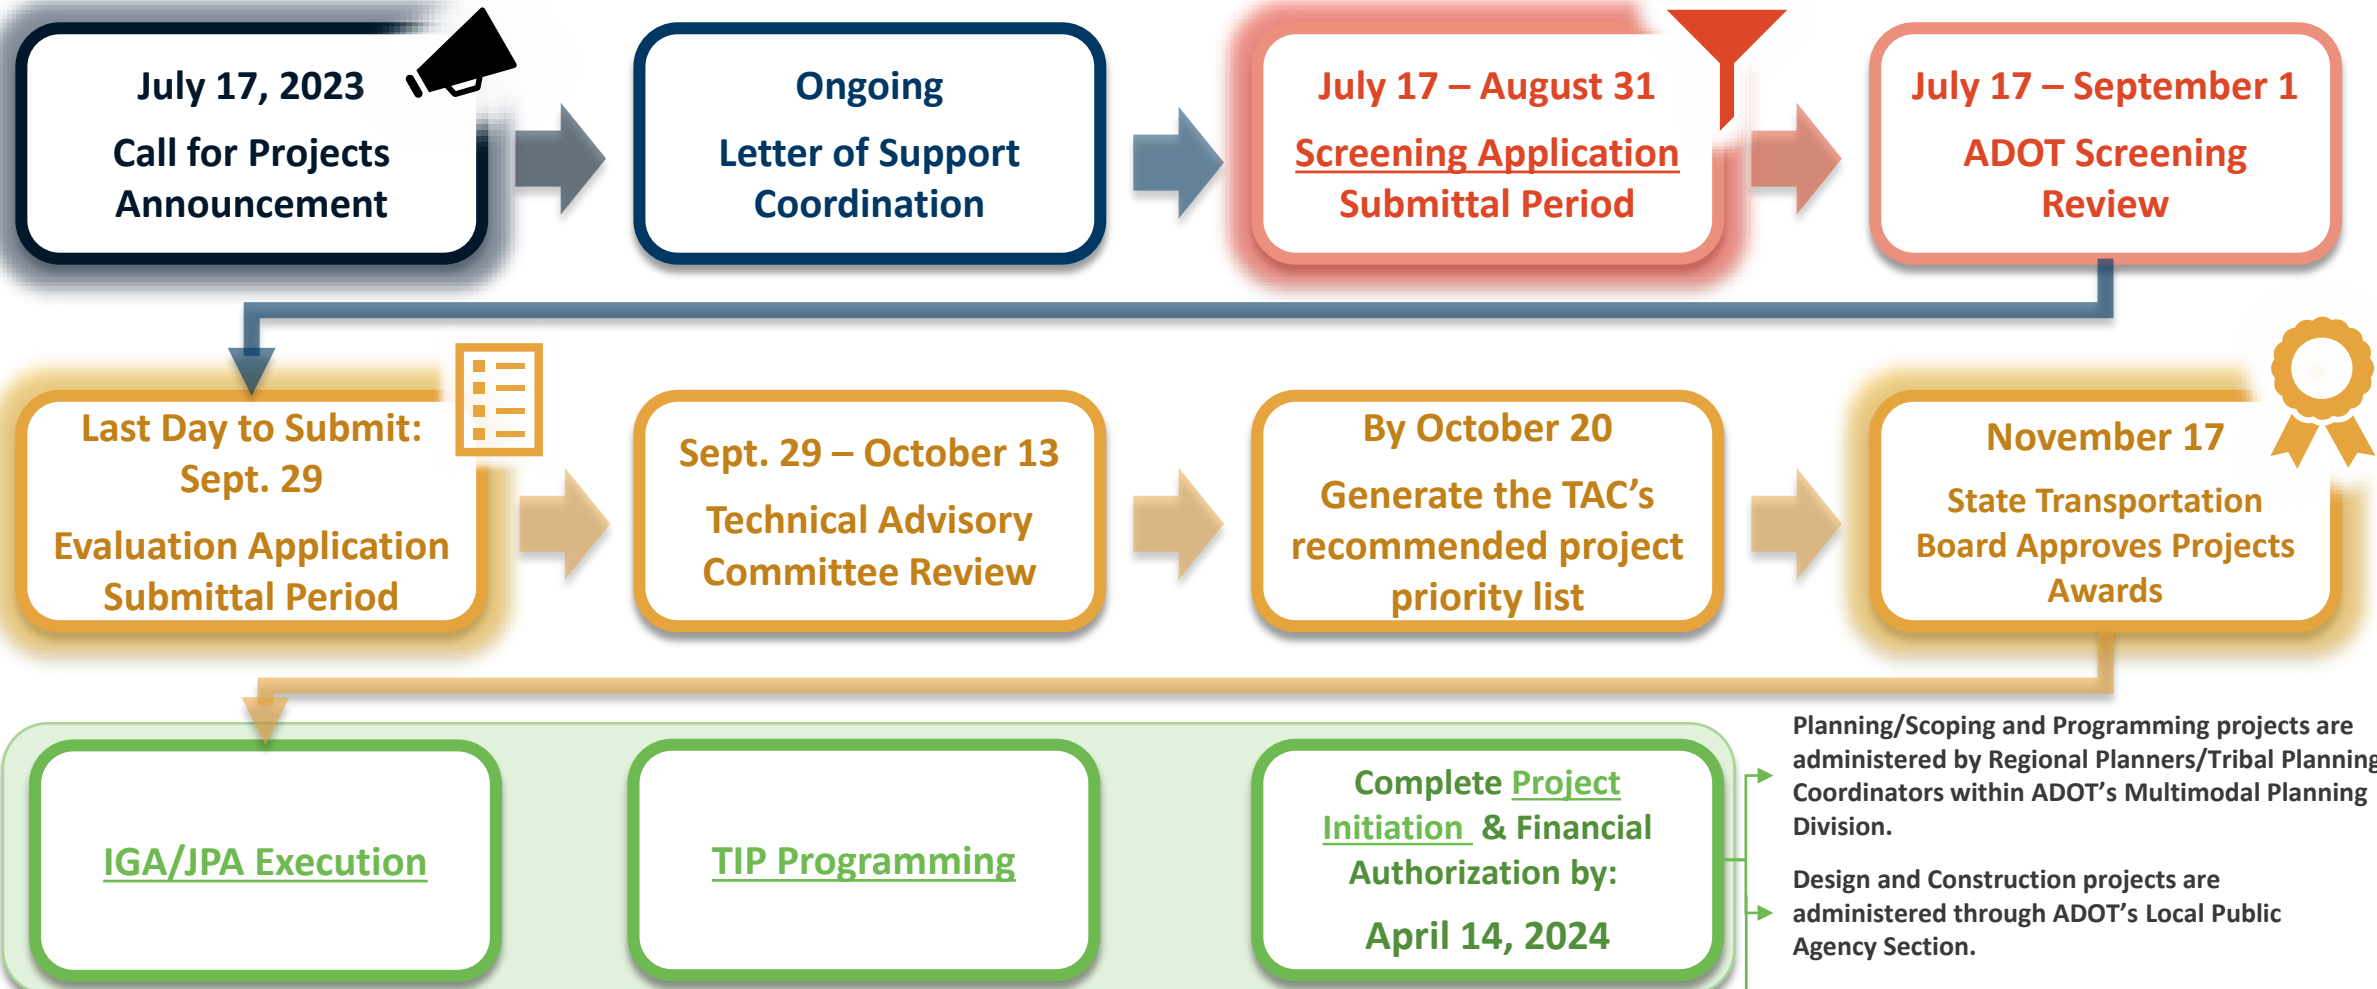 July 17, 2023
Call for Projects
Announcement
Ongoing
Letter of Support
Coordination
July 17 – August 31
Screening Application
Submittal Period
July 17 – September 1
ADOT Screening
Review
Last Day to Submit:
Sept. 29
Evaluation Application
Submittal Period
Sept. 29 – October 13
Technical Advisory
Committee Review
By October 20
Generate the TAC’s
recommended project
priority list
November 17
State Transportation
Board Approves Projects
Awards
IGA/JPA Execution
TIP Programming
Complete Project
Initiation & Financial
Authorization by:
April 14, 2024
Planning/Scoping and Programming projects are
administered by Regional Planners/Tribal Planning
Coordinators within ADOT’s Multimodal Planning
Division.
Design and Construction projects are
administered through ADOT’s Local Public
Agency Section.